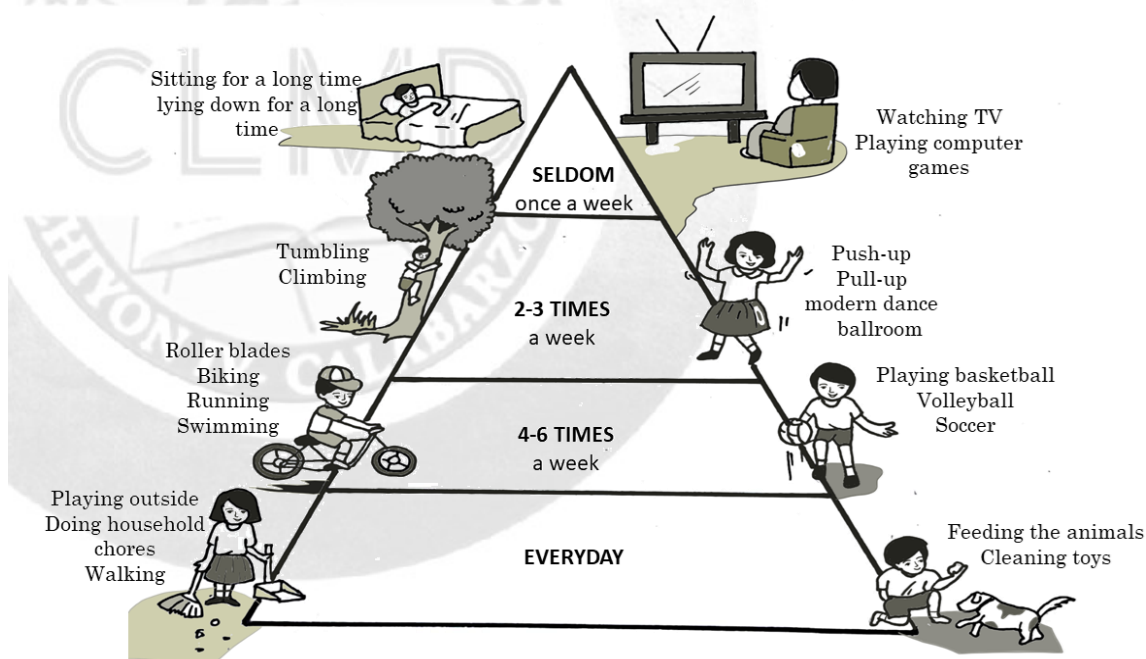 CLMD
Sitting for a long time
lying down for a long
time
Watching TV
Playing computer
games
SELDOM
once a week
Tumbling
Climbing
Push-up
Pull-up
modern dance
ballroom
2-3 TIMES
a week
Roller blades
Biking
Running
Swimming
Playing basketball
Volleyball
Soccer
4-6 TIMES
a week
Playing outside
Doing household
chores
Walking
Feeding the animals
Cleaning toys
EVERYDAY
CALABARZO